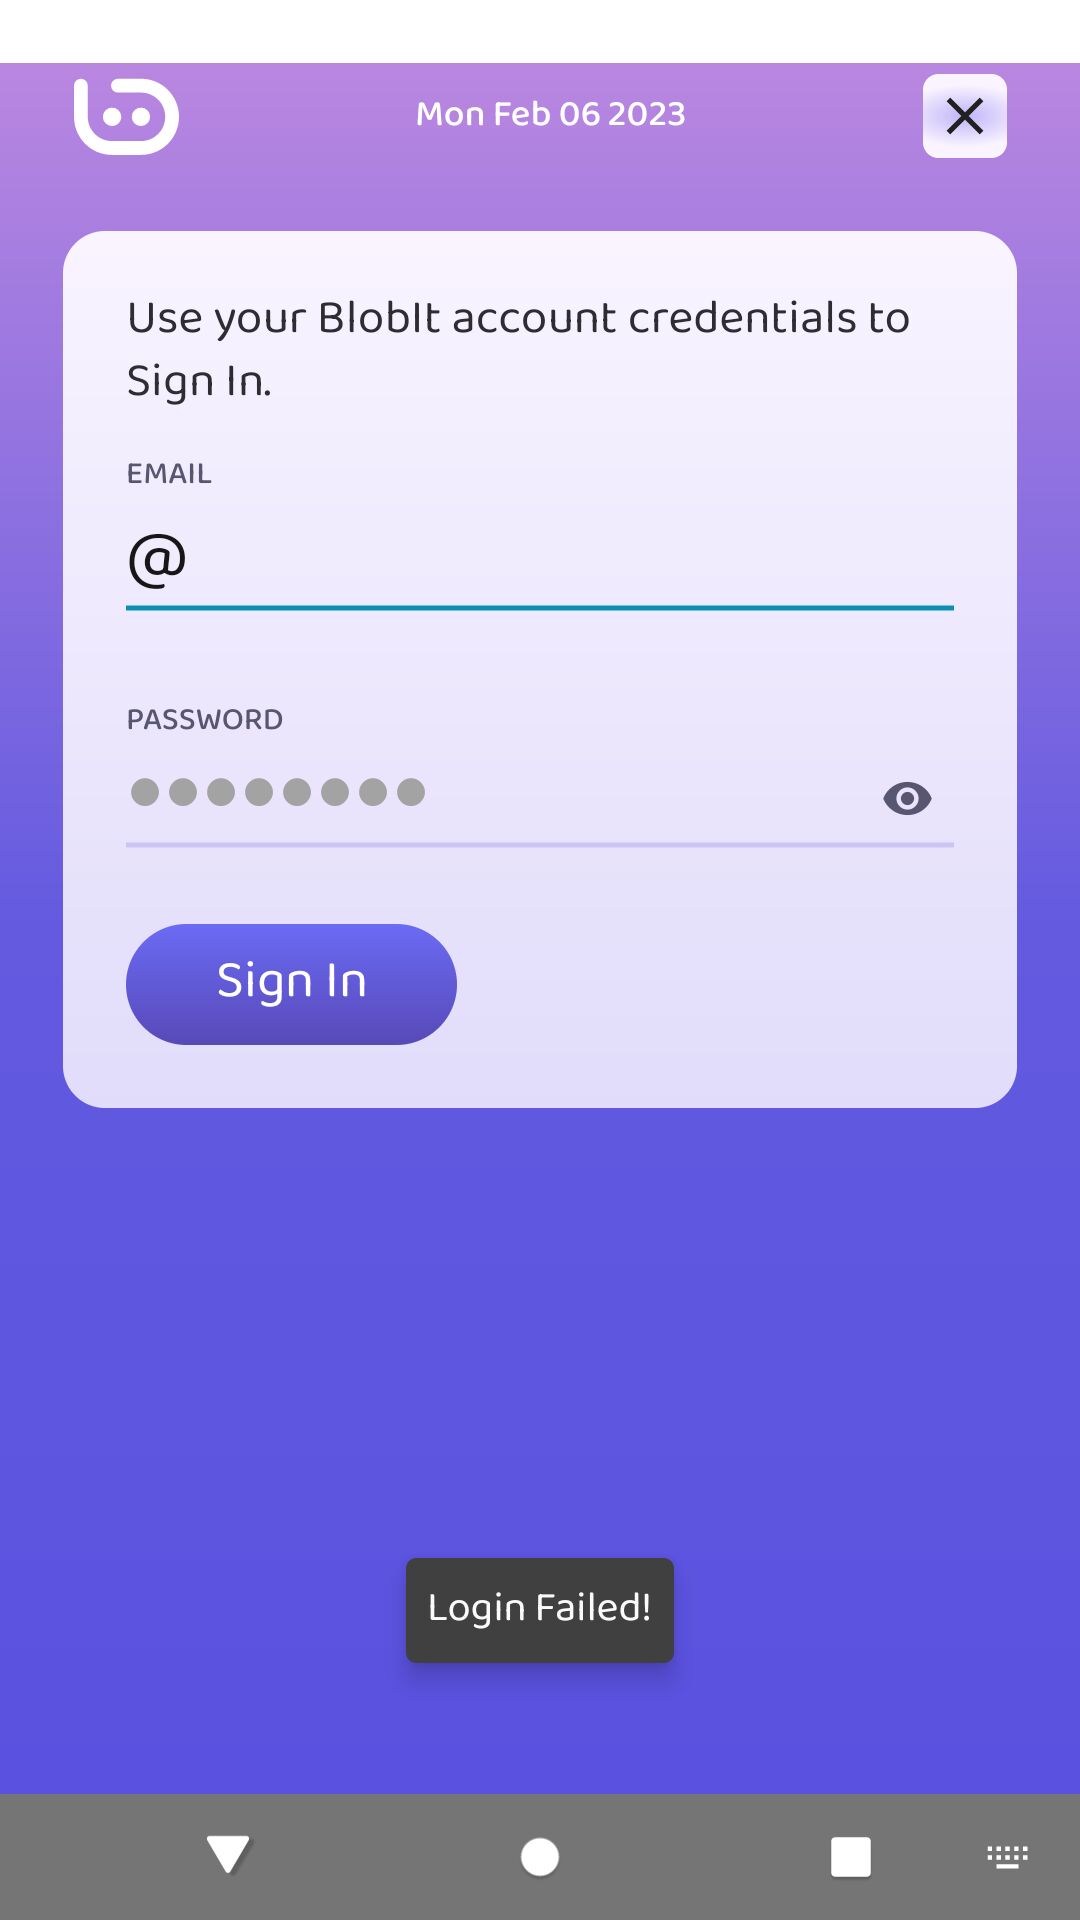 Mon Feb 06 2023
Use your BlobIt account credentials to
Sign In.
EMAIL
@
PASSWORD
••••••••
Sign In
Login Failed!